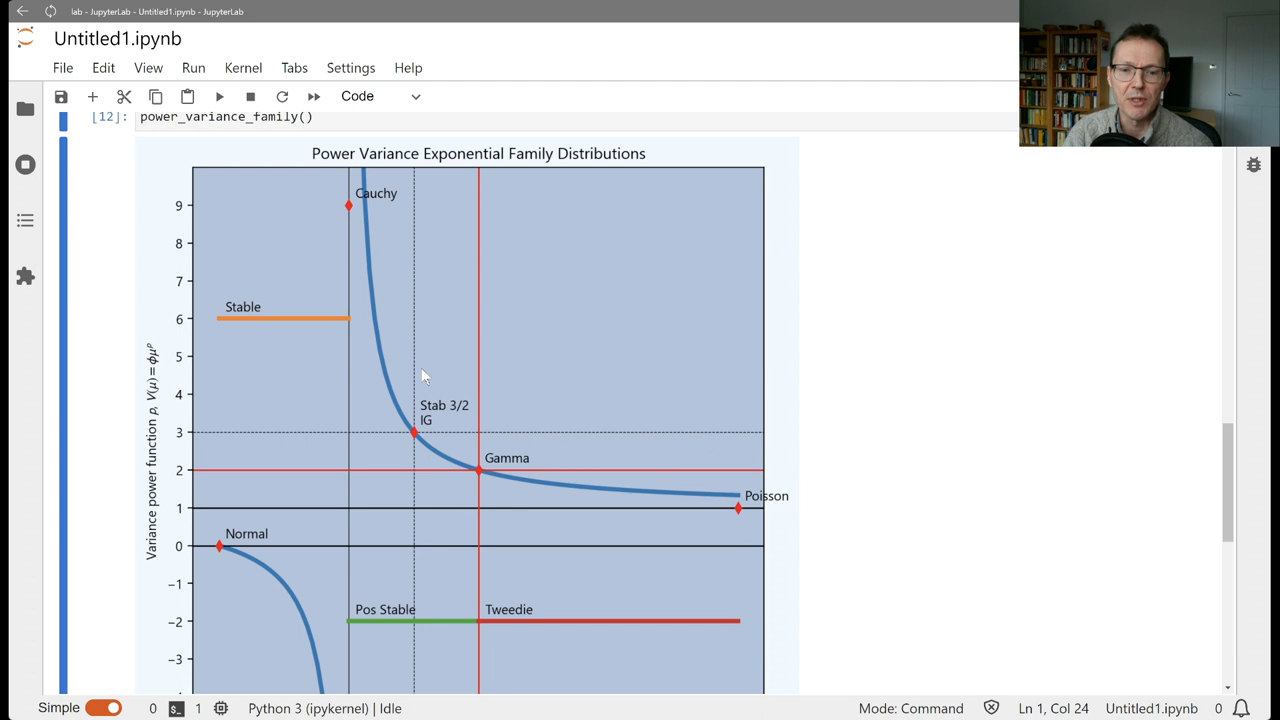 lab - JupyterLab - Untitled1.ipynb - JupyterLab
Untitled1.ipynb
File Edit View Run Kernel Tabs Settings Help
Code
[12]: power_variance_family()
Power Variance Exponential Family Distributions
Variance power function p, V(μ) = ϕμ^p
9
8
7
6
5
4
3
2
1
0
−1
−2
−3
Cauchy
Stable
Stab 3/2
IG
Gamma
Poisson
Normal
Pos Stable
Tweedie
Simple 0 1 Python 3 (ipykernel) | Idle Mode: Command Ln 1, Col 24 Untitled1.ipynb 0